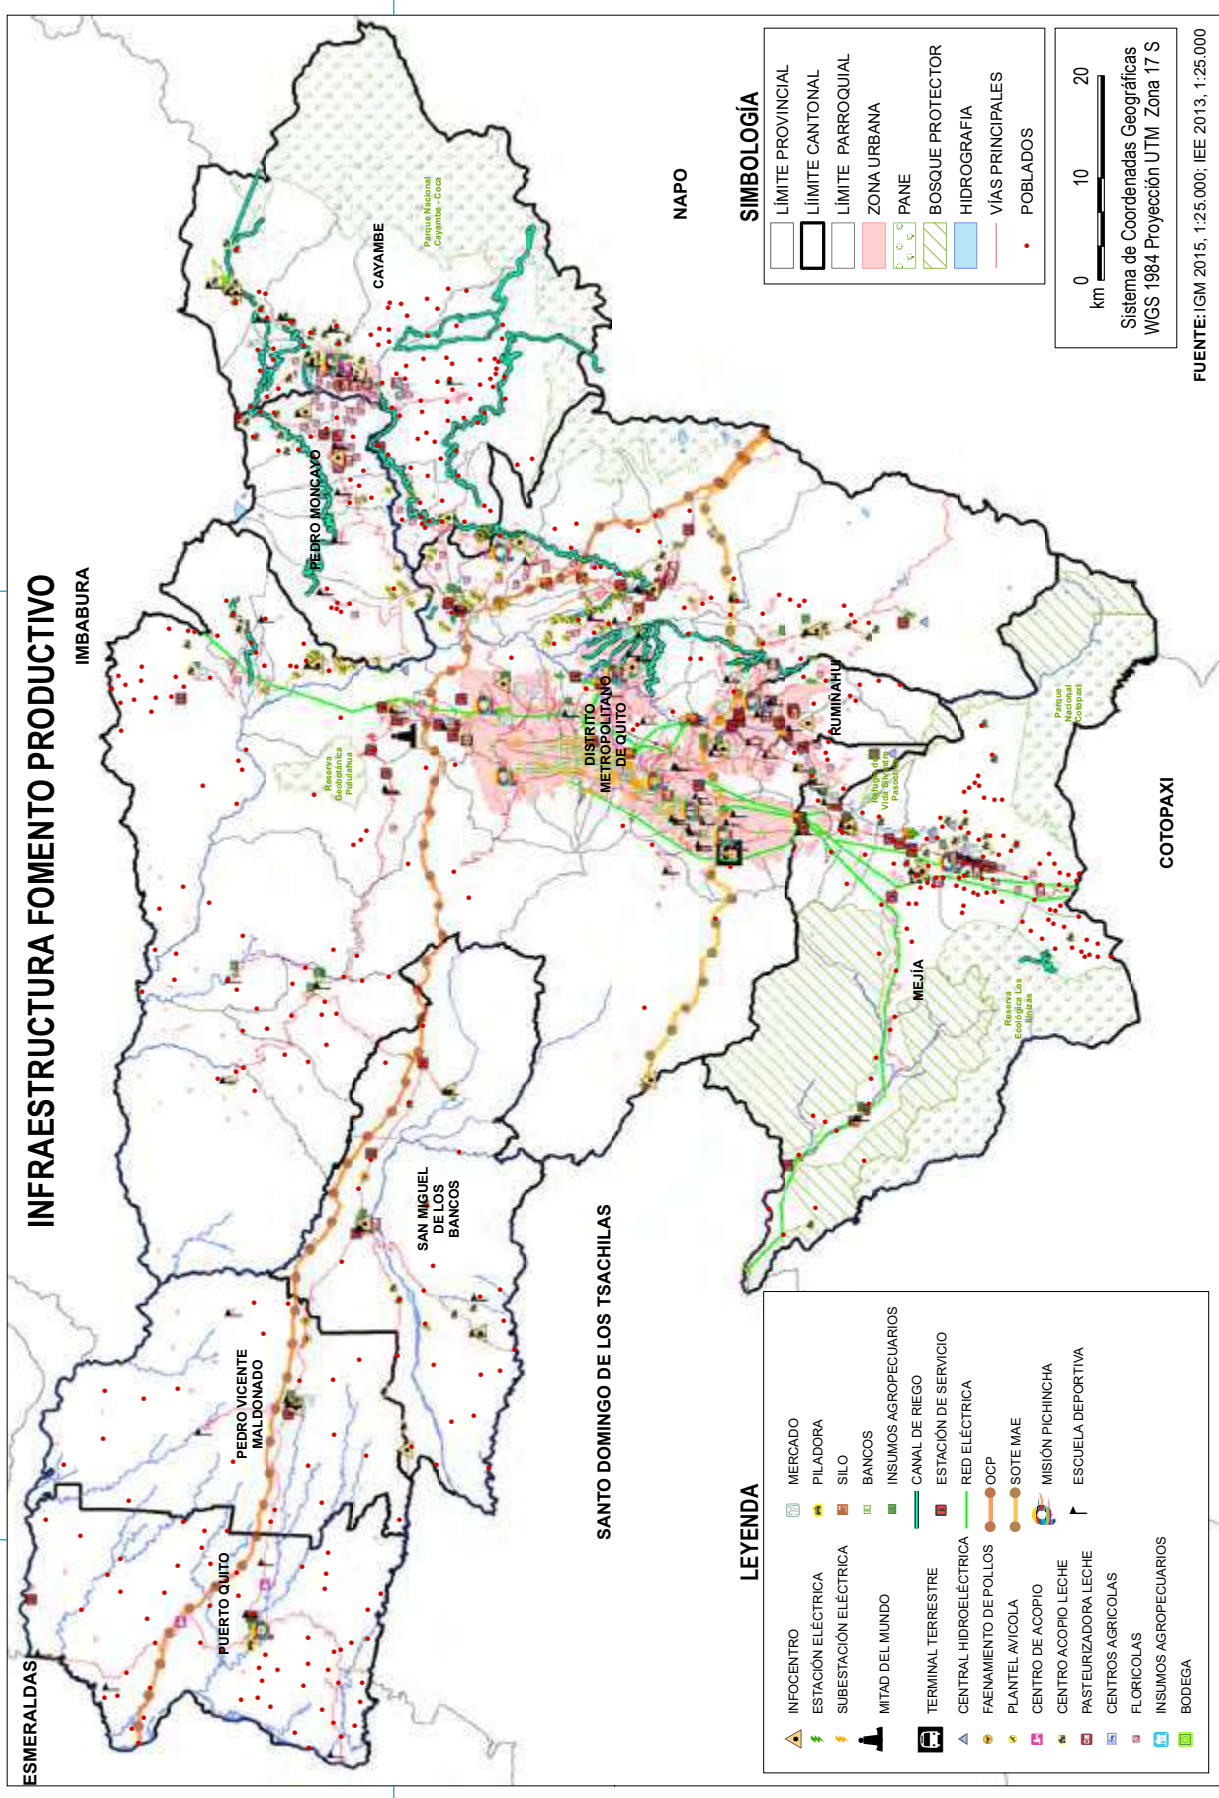 INFRAESTRUCTURA FOMENTO PRODUCTIVO
ESMERALDAS
IMBABURA
NAPO
COTOPAXI
SANTO DOMINGO DE LOS TSACHILAS
PUERTO QUITO
PEDRO VICENTE
MALDONADO
SAN MIGUEL
DE LOS
BANCOS
DISTRITO
METROPOLITANO
DE QUITO
PEDRO MONCAYO
CAYAMBE
RUMIÑAHUI
MEJÍA
Reserva
Geobotánica
Pululahua
Parque Nacional
Cayambe - Coca
Refugio de
Vida Silvestre
Pasochoa
Parque
Nacional
Cotopaxi
Reserva
Ecológica Los
Ilinizas
LEYENDA
INFOCENTRO
ESTACIÓN ELÉCTRICA
SUBESTACIÓN ELÉCTRICA
MITAD DEL MUNDO
TERMINAL TERRESTRE
CENTRAL HIDROELÉCTRICA
FAENAMIENTO DE POLLOS
PLANTEL AVICOLA
CENTRO DE ACOPIO
CENTRO ACOPIO LECHE
PASTEURIZADORA LECHE
CENTROS AGRICOLAS
FLORICOLAS
INSUMOS AGROPECUARIOS
BODEGA
MERCADO
PILADORA
SILO
BANCOS
INSUMOS AGROPECUARIOS
CANAL DE RIEGO
ESTACIÓN DE SERVICIO
RED ELÉCTRICA
OCP
SOTE MAE
MISIÓN PICHINCHA
ESCUELA DEPORTIVA
SIMBOLOGÍA
LÍMITE PROVINCIAL
LÍIMITE CANTONAL
LÍMITE PARROQUIAL
ZONA URBANA
PANE
BOSQUE PROTECTOR
HIDROGRAFIA
VÍAS PRINCIPALES
POBLADOS
0 10 20
km
Sistema de Coordenadas Geográficas
WGS 1984 Proyección UTM Zona 17 S
FUENTE: IGM 2015, 1:25.000; IEE 2013, 1:25.000